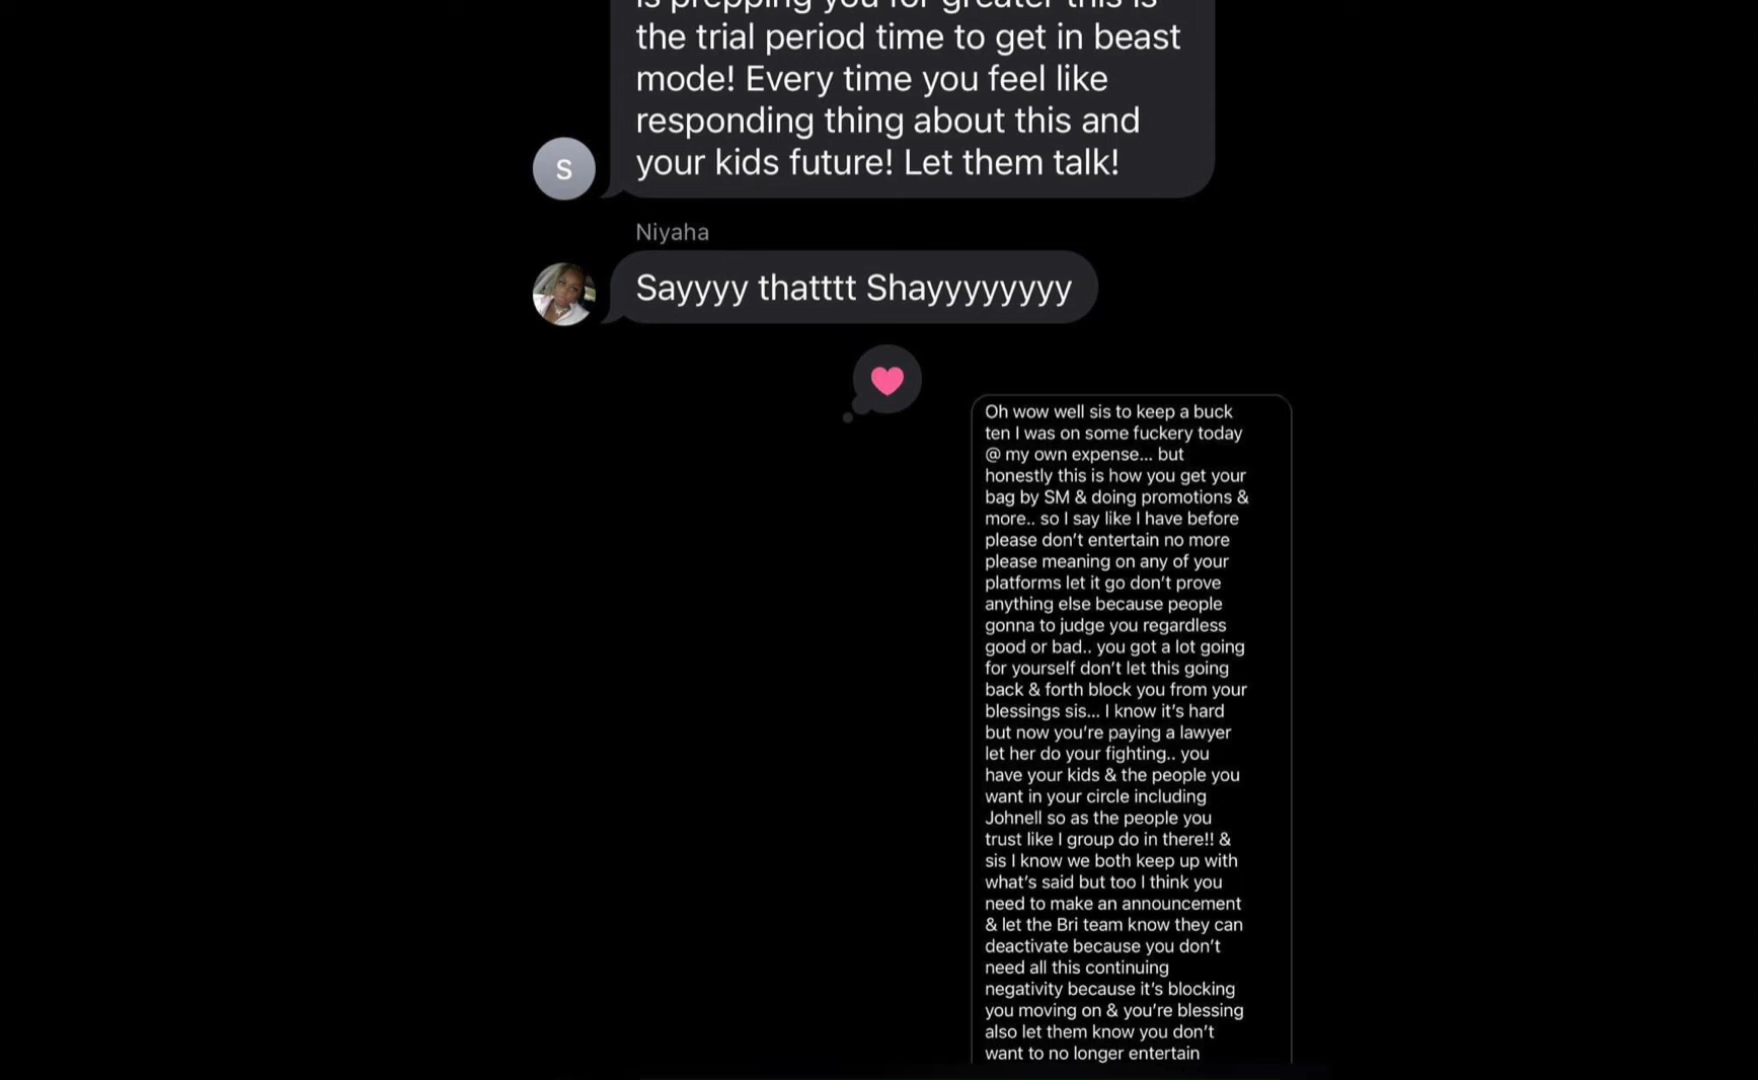 is prepping you for greater this is
the trial period time to get in beast
mode! Every time you feel like
responding thing about this and
your kids future! Let them talk!
S
Niyaha
Sayyyy thatttt Shayyyyyyyy
Oh wow well sis to keep a buck
ten I was on some fuckery today
@ my own expense... but
honestly this is how you get your
bag by SM & doing promotions &
more.. so I say like I have before
please don't entertain no more
please meaning on any of your
platforms let it go don't prove
anything else because people
gonna to judge you regardless
good or bad.. you got a lot going
for yourself don't let this going
back & forth block you from your
blessings sis... I know it's hard
but now you're paying a lawyer
let her do your fighting.. you
have your kids & the people you
want in your circle including
Johnell so as the people you
trust like I group do in there!! &
sis I know we both keep up with
what's said but too I think you
need to make an announcement
& let the Bri team know they can
deactivate because you don't
need all this continuing
negativity because it's blocking
you moving on & you're blessing
also let them know you don't
want to no longer entertain